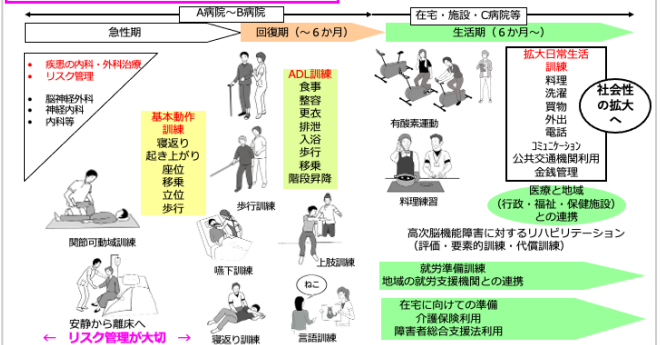 A病院～B病院
在宅・施設・C病院等
急性期
回復期（～６か月）
生活期（６か月～）
• 疾患の内科・外科治療
• リスク管理
• 脳神経外科
• 神経内科
• 内科等
基本動作
訓練
寝返り
起き上がり
座位
移乗
立位
歩行
ADL訓練
食事
整容
更衣
排泄
入浴
歩行
移乗
階段昇降
有酸素運動
拡大日常生活
訓練
料理
洗濯
買物
外出
電話
ｺﾐｭﾆｹｰｼｮﾝ
公共交通機関利用
金銭管理
社会性
の拡大
へ
歩行訓練
料理練習
医療と地域
（行政・福祉・保健施設）
との連携
関節可動域訓練
嚥下訓練
上肢訓練
高次脳機能障害に対するリハビリテーション
（評価・要素的訓練・代償訓練）
就労準備訓練
地域の就労支援機関との連携
ねこ
安静から離床へ
← リスク管理が大切 →
寝返り訓練
言語訓練
在宅に向けての準備
介護保険利用
障害者総合支援法利用